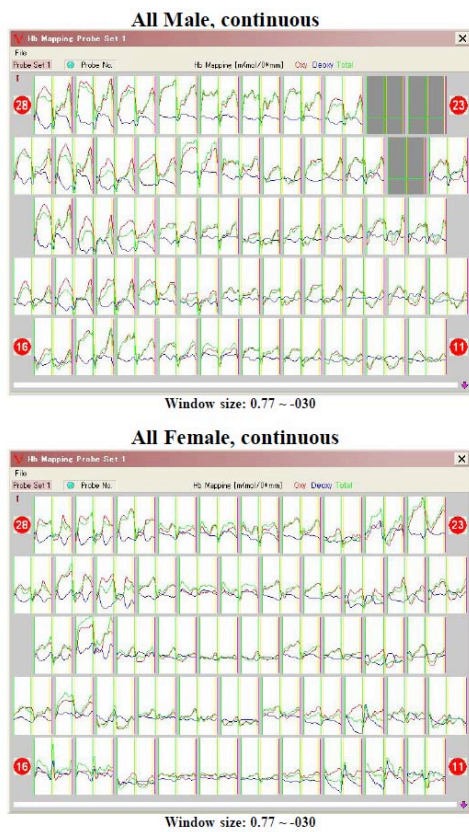 All Male, continuous
Hb Mapping Probe Set 1
File
Probe Set 1 Probe No. Hb Mapping [m(mol/l)*mm] Oxy Deoxy Total
28 23
16 11
Window size: 0.77 ~ -030
All Female, continuous
Hb Mapping Probe Set 1
File
Probe Set 1 Probe No. Hb Mapping [m(mol/l)*mm] Oxy Deoxy Total
28 23
16 11
Window size: 0.77 ~ -030